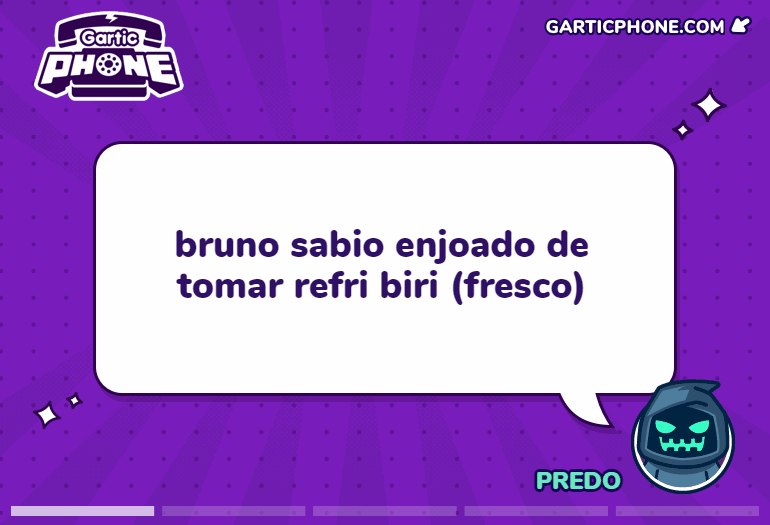 Gartic
PHONE
GARTICPHONE.COM
bruno sabio enjoado de
tomar refri biri (fresco)
PREDO